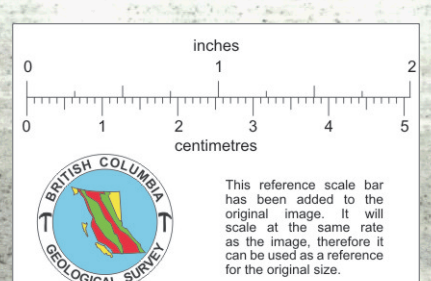 inches
0 1 2
0 1 2 3 4 5
centimetres
BRITISH COLUMBIA
GEOLOGICAL SURVEY
This reference scale bar
has been added to the
original image. It will
scale at the same rate
as the image, therefore it
can be used as a reference
for the original size.